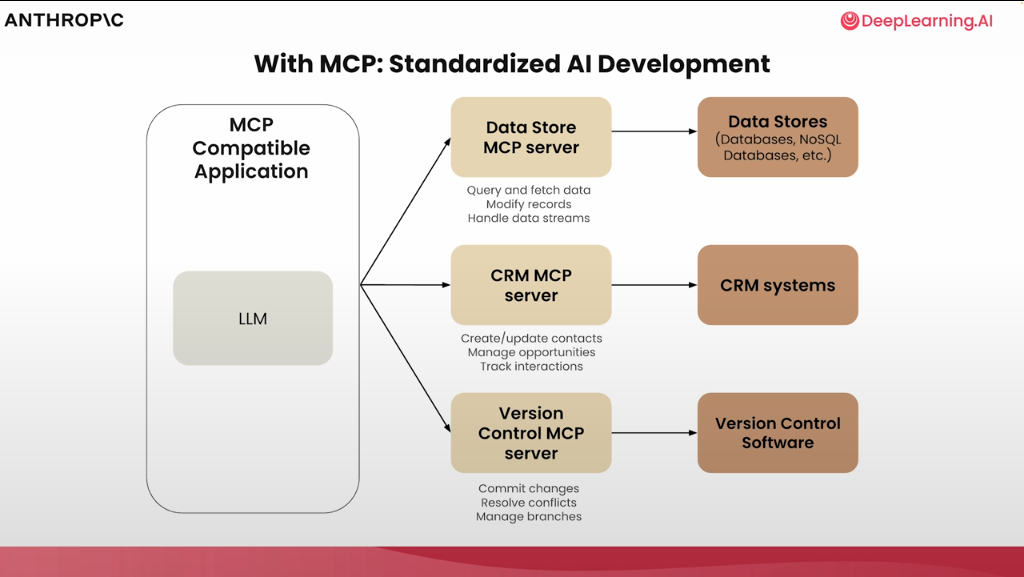 ANTHROP\C
DeepLearning.AI
With MCP: Standardized AI Development
MCP
Compatible
Application
LLM
Data Store
MCP server
Query and fetch data
Modify records
Handle data streams
Data Stores
(Databases, NoSQL
Databases, etc.)
CRM MCP
server
Create/update contacts
Manage opportunities
Track interactions
CRM systems
Version
Control MCP
server
Commit changes
Resolve conflicts
Manage branches
Version Control
Software